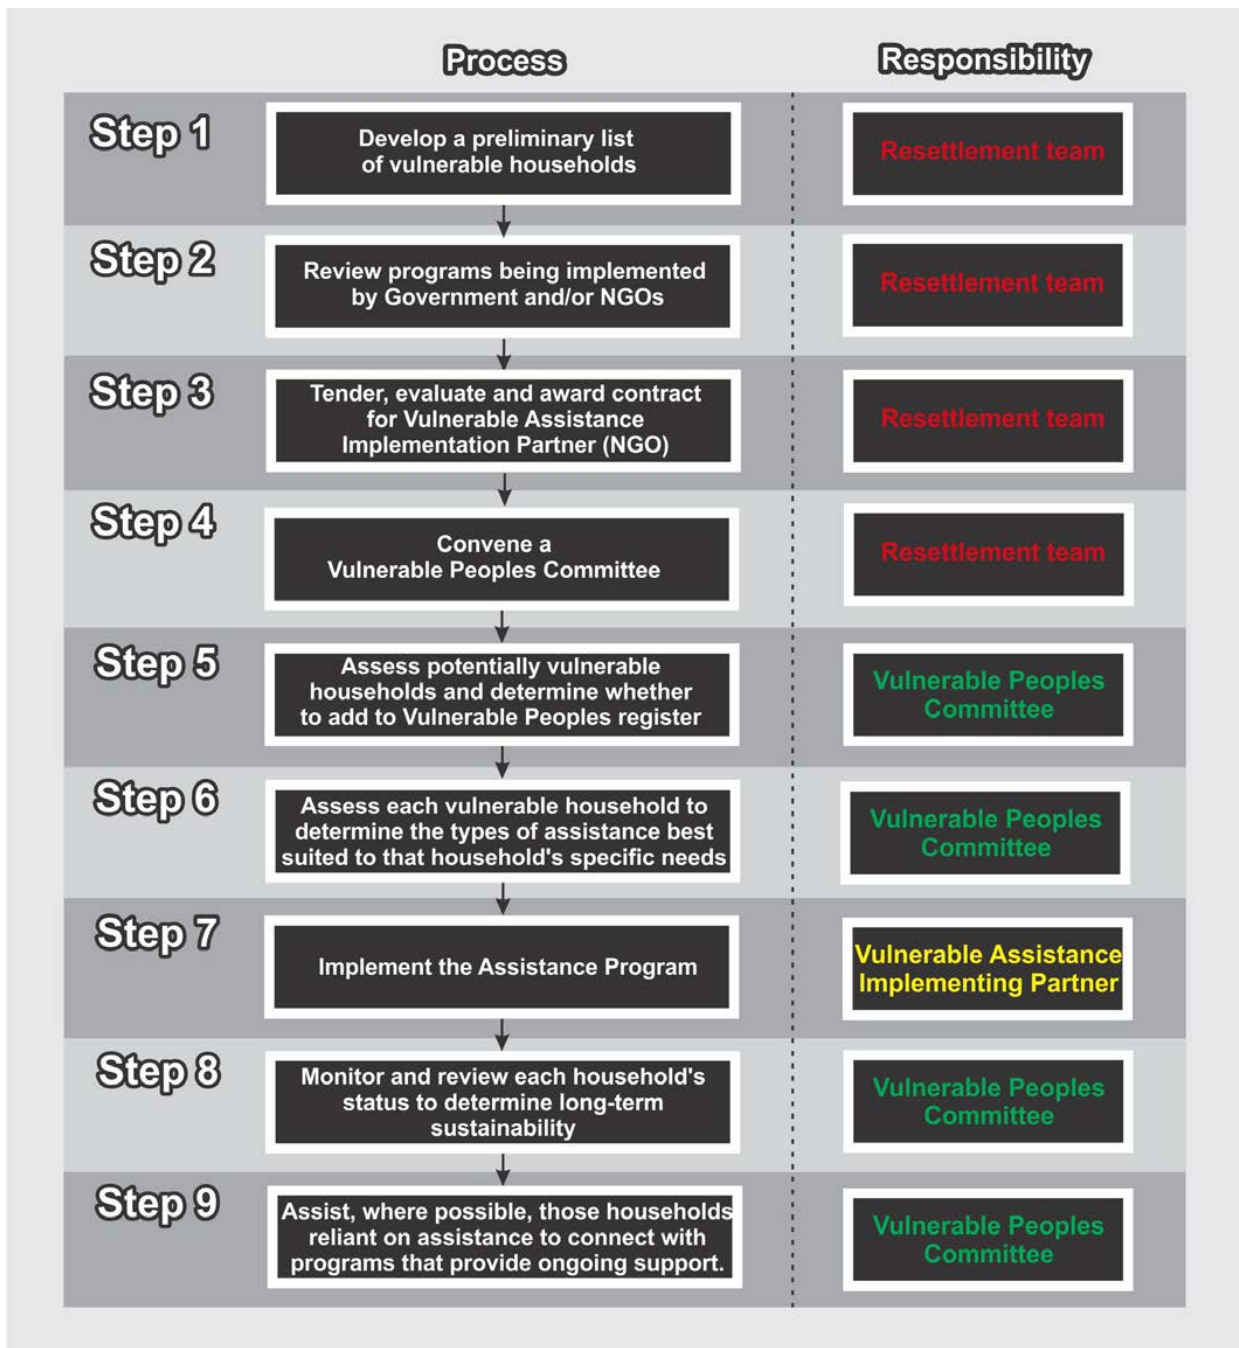 Process
Responsibility
Step 1
Develop a preliminary list
of vulnerable households
Resettlement team
Step 2
Review programs being implemented
by Government and/or NGOs
Resettlement team
Step 3
Tender, evaluate and award contract
for Vulnerable Assistance
Implementation Partner (NGO)
Resettlement team
Step 4
Convene a
Vulnerable Peoples Committee
Resettlement team
Step 5
Assess potentially vulnerable
households and determine whether
to add to Vulnerable Peoples register
Vulnerable Peoples
Committee
Step 6
Assess each vulnerable household to
determine the types of assistance best
suited to that household's specific needs
Vulnerable Peoples
Committee
Step 7
Implement the Assistance Program
Vulnerable Assistance
Implementing Partner
Step 8
Monitor and review each household's
status to determine long-term
sustainability
Vulnerable Peoples
Committee
Step 9
Assist, where possible, those households
reliant on assistance to connect with
programs that provide ongoing support.
Vulnerable Peoples
Committee